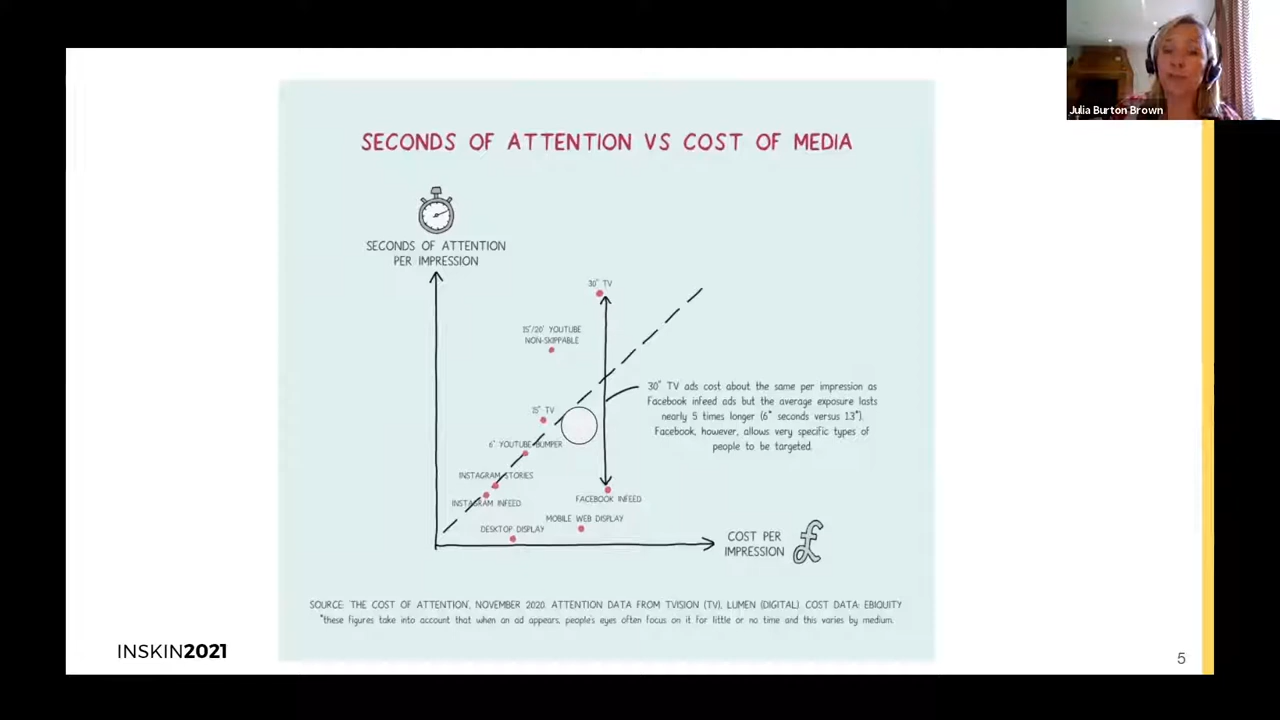 Julia Burton Brown
SECONDS OF ATTENTION VS COST OF MEDIA
SECONDS OF ATTENTION
PER IMPRESSION
30" TV
15"/20" YOUTUBE
NON-SKIPPABLE
30" TV ads cost about the same per impression as
Facebook infeed ads but the average exposure lasts
nearly 5 times longer (6* seconds versus 1.3*).
Facebook, however, allows very specific types of
people to be targeted.
15" TV
6" YOUTUBE BUMPER
INSTAGRAM STORIES
INSTAGRAM INFEED
FACEBOOK INFEED
MOBILE WEB DISPLAY
DESKTOP DISPLAY
COST PER
IMPRESSION
£
SOURCE: 'THE COST OF ATTENTION', NOVEMBER 2020. ATTENTION DATA FROM TVISION (TV), LUMEN (DIGITAL). COST DATA: EBIQUITY
*these figures take into account that when an ad appears, people's eyes often focus on it for little or no time and this varies by medium.
INSKIN2021
5